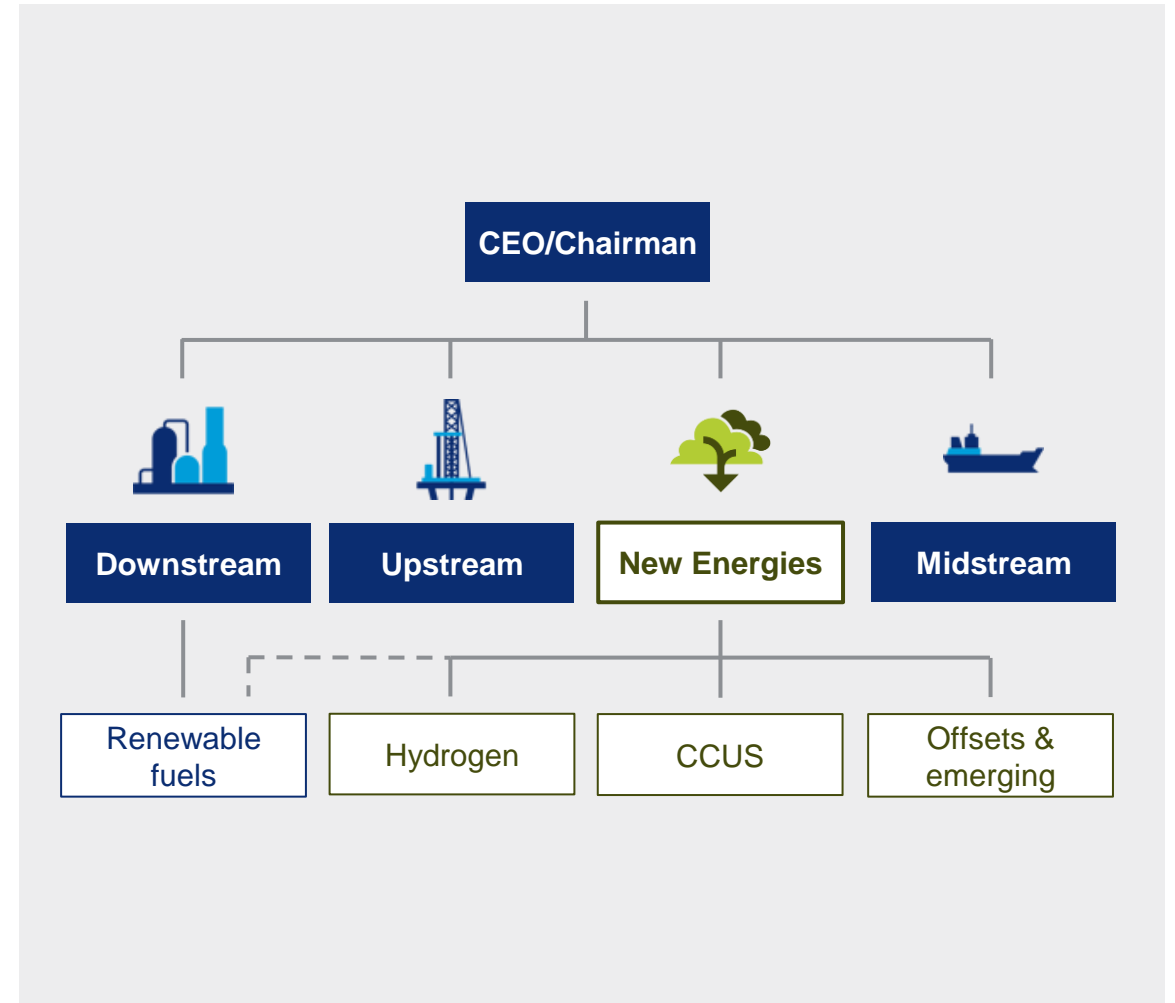 CEO/Chairman
Downstream
Upstream
New Energies
Midstream
Renewable
fuels
Hydrogen
CCUS
Offsets &
emerging